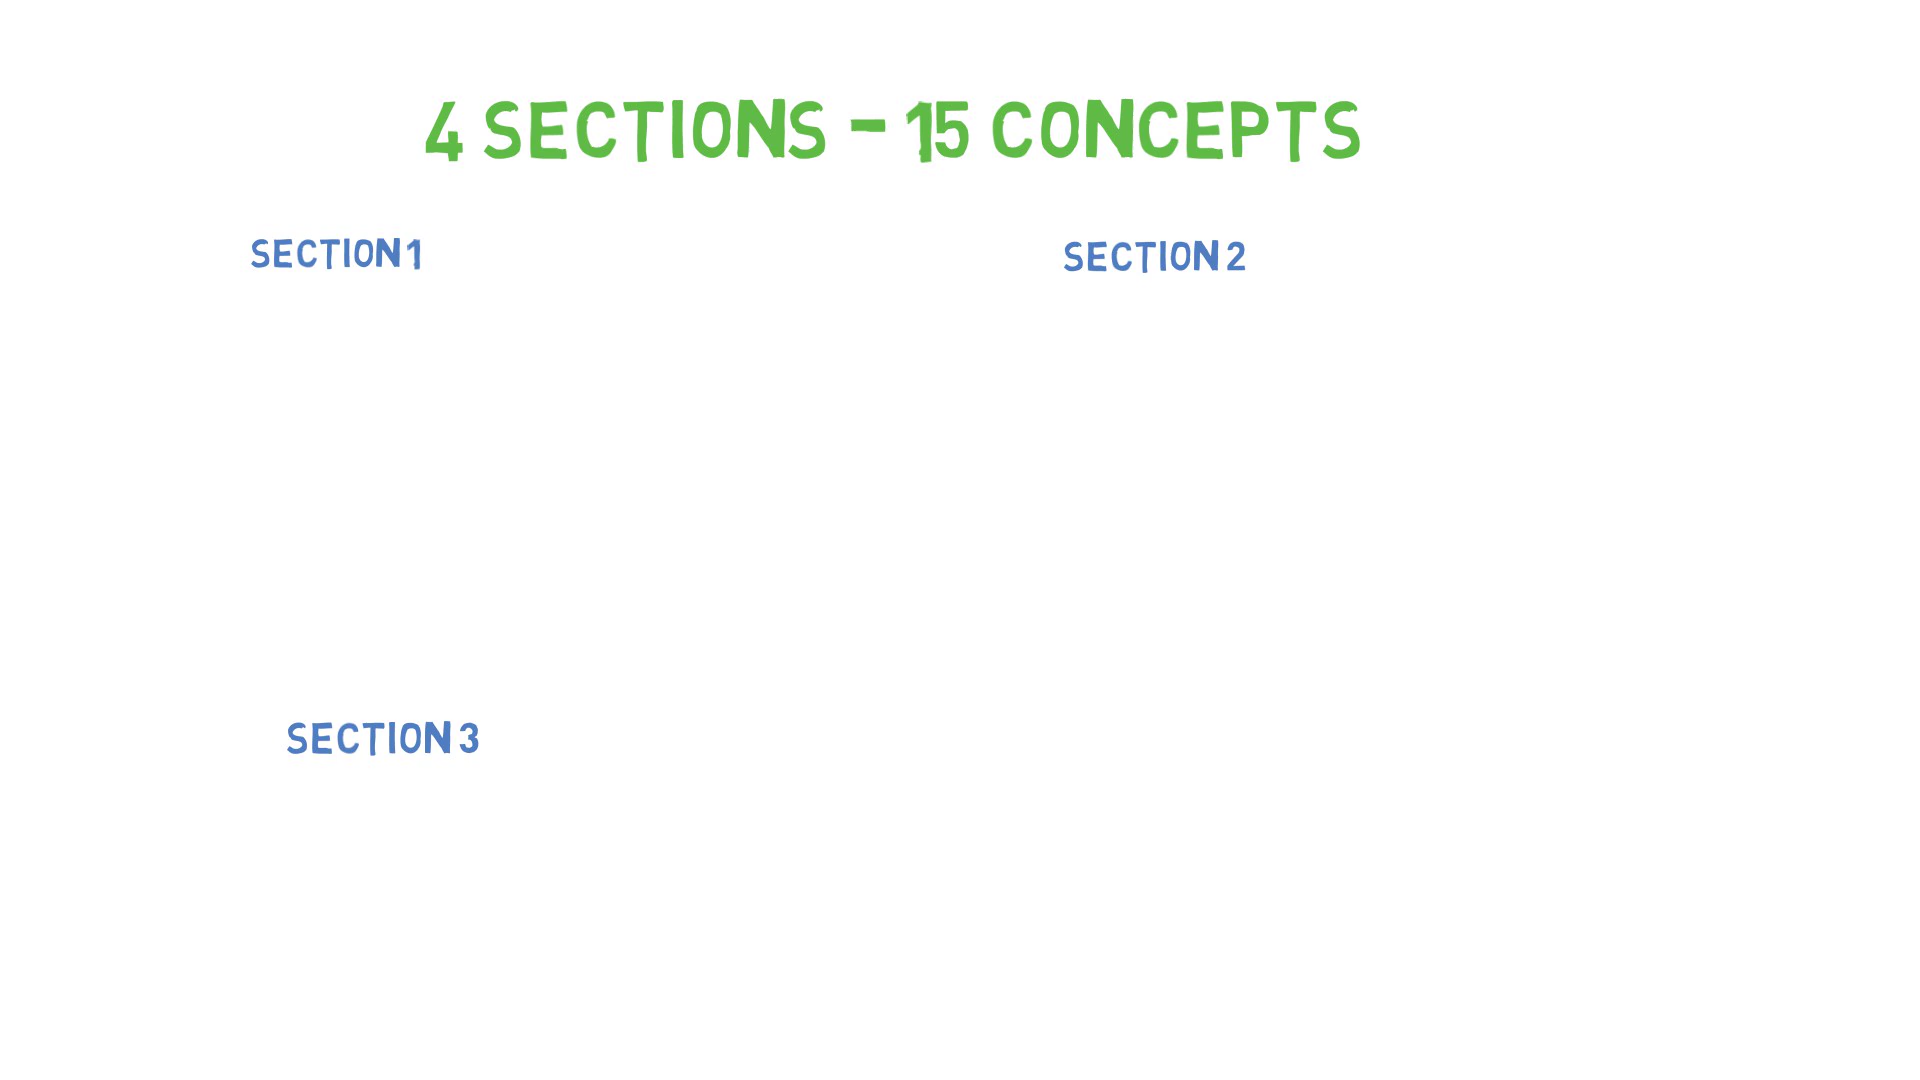 4 SECTIONS - 15 CONCEPTS
SECTION 1
SECTION 2
SECTION 3